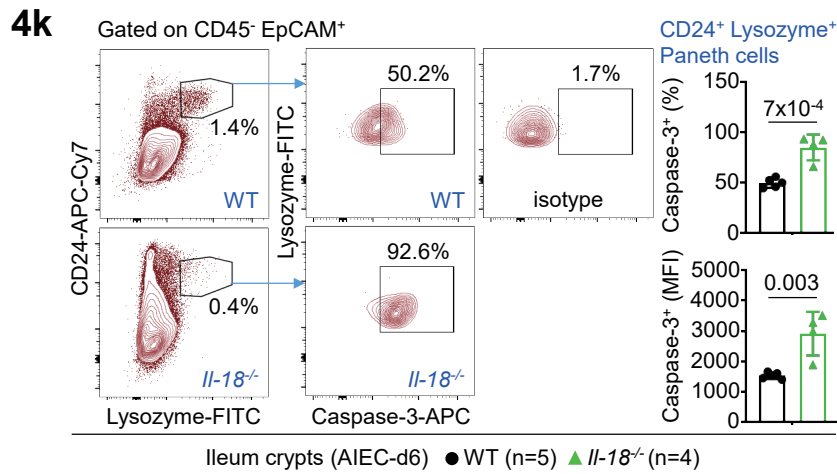 4k
Gated on CD45⁻ EpCAM⁺
CD24⁺ Lysozyme⁺
Paneth cells
CD24-APC-Cy7
1.4%
WT
0.4%
Il-18⁻/⁻
Lysozyme-FITC
Lysozyme-FITC
50.2%
WT
1.7%
isotype
92.6%
Il-18⁻/⁻
Caspase-3-APC
Caspase-3⁺ (%)
150
100
50
0
7x10⁻⁴
Caspase-3⁺ (MFI)
5000
4000
3000
2000
1000
0
0.003
Ileum crypts (AIEC-d6) ● WT (n=5) ▲ Il-18⁻/⁻ (n=4)